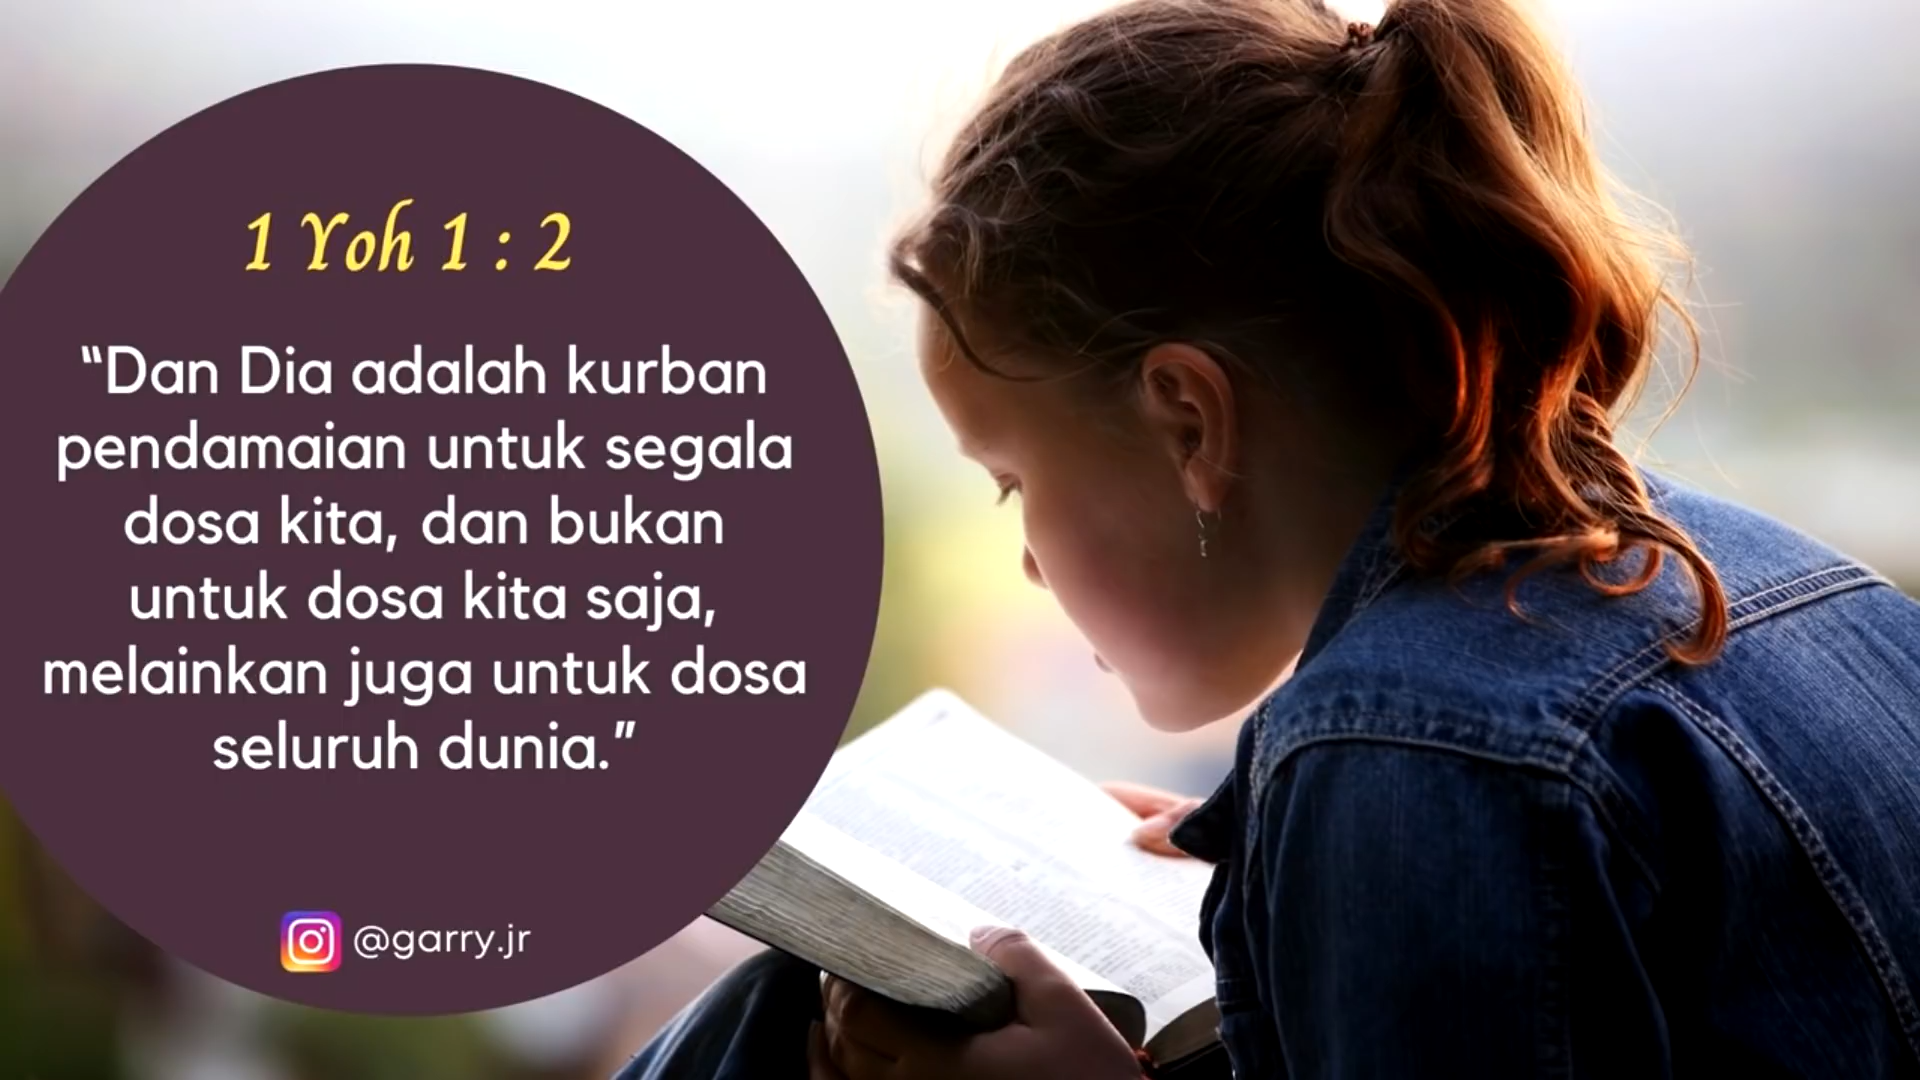 1 Yoh 1 : 2
“Dan Dia adalah kurban
pendamaian untuk segala
dosa kita, dan bukan
untuk dosa kita saja,
melainkan juga untuk dosa
seluruh dunia.”
@garry.jr